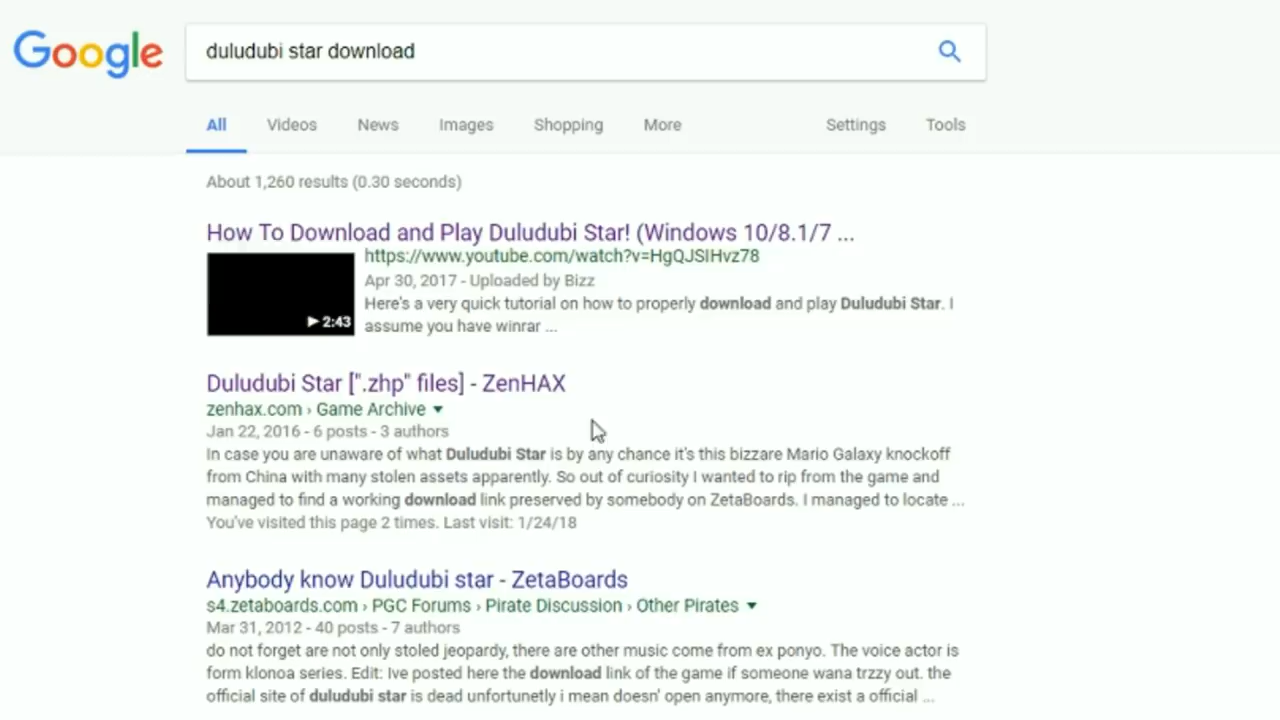 Google
duludubi star download
All Videos News Images Shopping More Settings Tools
About 1,260 results (0.30 seconds)
How To Download and Play Duludubi Star! (Windows 10/8.1/7 ...
https://www.youtube.com/watch?v=HgQJSIHvz78
Apr 30, 2017 - Uploaded by Bizz
Here's a very quick tutorial on how to properly download and play Duludubi Star. I
assume you have winrar ...
2:43
Duludubi Star [".zhp" files] - ZenHAX
zenhax.com › Game Archive
Jan 22, 2016 - 6 posts - 3 authors
In case you are unaware of what Duludubi Star is by any chance it's this bizzare Mario Galaxy knockoff
from China with many stolen assets apparently. So out of curiosity I wanted to rip from the game and
managed to find a working download link preserved by somebody on ZetaBoards. I managed to locate ...
You've visited this page 2 times. Last visit: 1/24/18
Anybody know Duludubi star - ZetaBoards
s4.zetaboards.com › PGC Forums › Pirate Discussion › Other Pirates
Mar 31, 2012 - 40 posts - 7 authors
do not forget are not only stoled jeopardy, there are other music come from ex ponyo. The voice actor is
form klonoa series. Edit: Ive posted here the download link of the game if someone wana trzzy out. the
official site of duludubi star is dead unfortunetly i mean doesn' open anymore, there exist a official ...